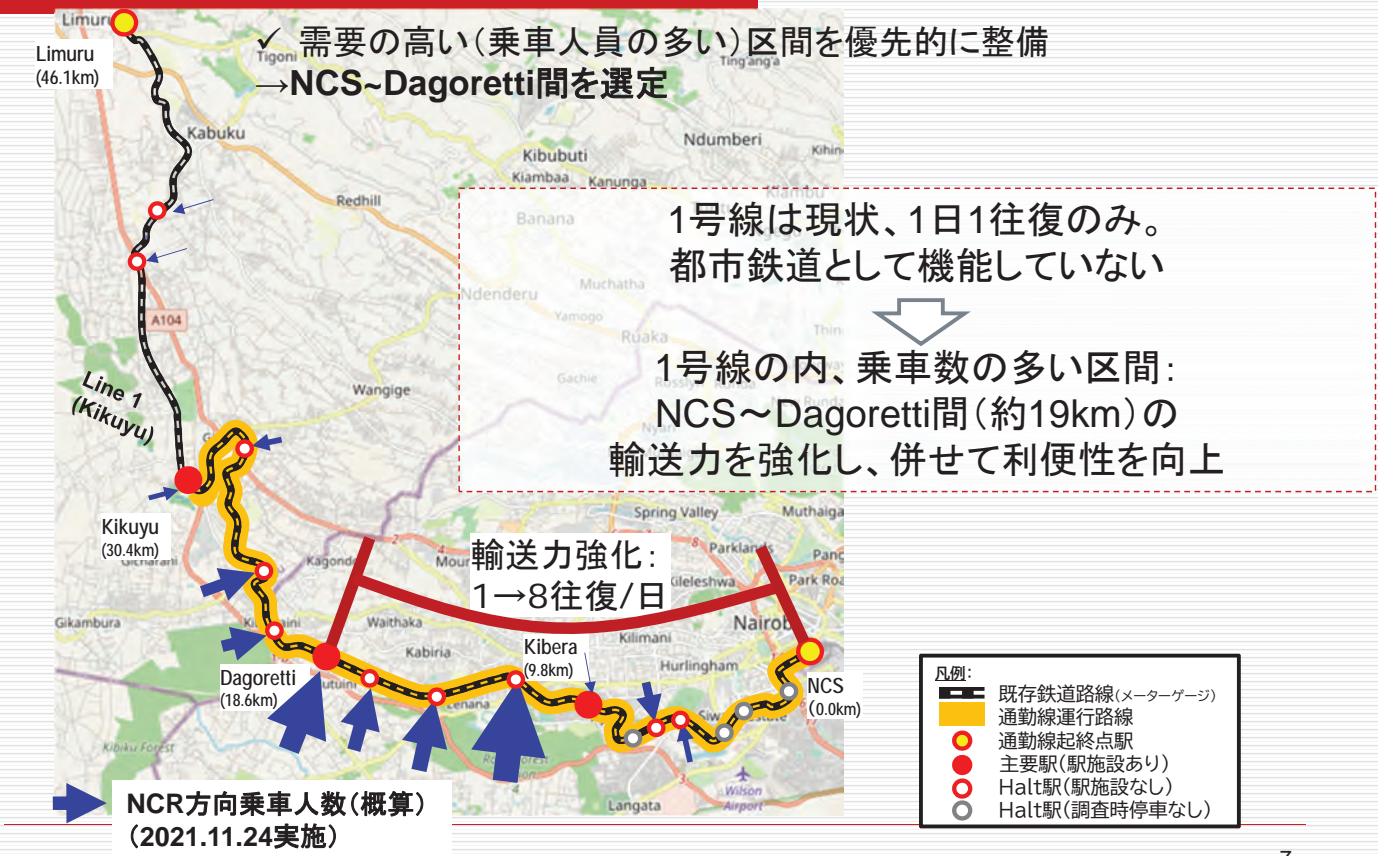 ✓ 需要の高い(乗車人員の多い)区間を優先的に整備
→NCS~Dagoretti間を選定
Limuru
Limuru
(46.1km)
Tigoni
Ting'ang'a
Kabuku
Ndumberi
Kibubuti
Kiambaa
Kanunga
Kiambu
Redhill
Banana
1号線は現状、1日1往復のみ。
都市鉄道として機能していない
Muchatha
Ndenderu
Yamogo
Ruaka
Gachie
A104
1号線の内、乗車数の多い区間:
NCS～Dagoretti間(約19km)の
輸送力を強化し、併せて利便性を向上
Line 1
(Kikuyu)
Wangige
Spring Valley
Muthaiga
Kikuyu
(30.4km)
輸送力強化:
1→8往復/日
Parklands
Gikambura
Waithaka
Kabiria
Kilimani
Hurlingham
Kibera
(9.8km)
Dagoretti
(18.6km)
NCS
(0.0km)
Kibiku Forest
Langata
Wilson
Airport
NCR方向乗車人数(概算)
(2021.11.24実施)
凡例:
既存鉄道路線(メーターゲージ)
通勤線運行路線
通勤線起終点駅
主要駅(駅施設あり)
Halt駅(駅施設なし)
Halt駅(調査時停車なし)